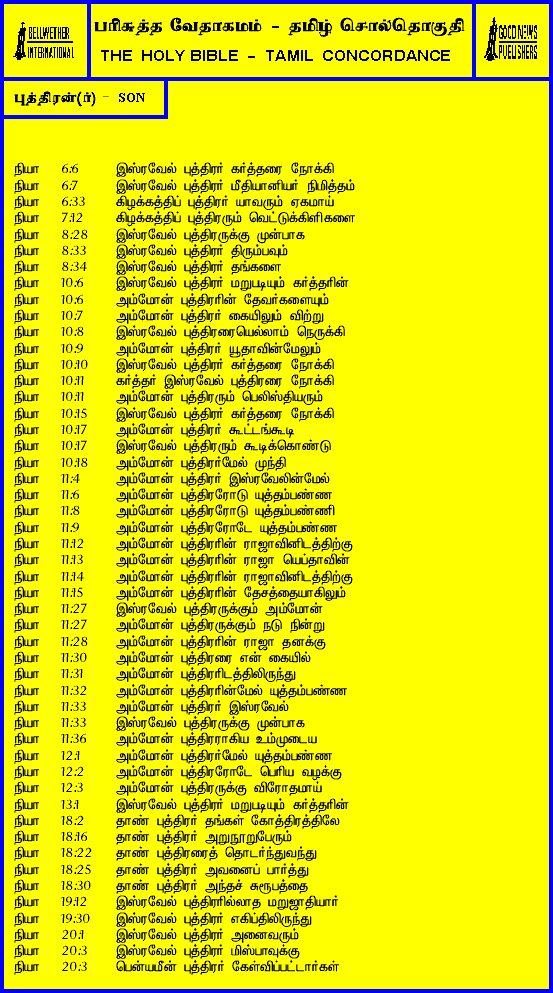 BELLWETHER
INTERNATIONAL
பரிசுத்த வேதாகமம் - தமிழ் சொல்தொகுதி
THE HOLY BIBLE - TAMIL CONCORDANCE
GOOD NEWS
PUBLISHERS
புத்திரன்(ர்) - SON
நியா 6:6 இஸ்ரவேல் புத்திரர் கர்த்தரை நோக்கி
நியா 6:7 இஸ்ரவேல் புத்திரர் மீதியானியர் நிமித்தம்
நியா 6:33 கிழக்கத்திப் புத்திரர் யாவரும் ஏகமாய்
நியா 7:12 கிழக்கத்திப் புத்திரரும் வெட்டுக்கிளிகளை
நியா 8:28 இஸ்ரவேல் புத்திரருக்கு முன்பாக
நியா 8:33 இஸ்ரவேல் புத்திரர் திரும்பவும்
நியா 8:34 இஸ்ரவேல் புத்திரர் தங்களை
நியா 10:6 இஸ்ரவேல் புத்திரர் மறுபடியும் கர்த்தரின்
நியா 10:6 அம்மோன் புத்திரரின் தேவர்களையும்
நியா 10:7 அம்மோன் புத்திரர் கையிலும் விற்று
நியா 10:8 இஸ்ரவேல் புத்திரரையெல்லாம் நெருக்கி
நியா 10:9 அம்மோன் புத்திரர் யூதாவின்மேலும்
நியா 10:10 இஸ்ரவேல் புத்திரர் கர்த்தரை நோக்கி
நியா 10:11 கர்த்தர் இஸ்ரவேல் புத்திரரை நோக்கி
நியா 10:11 அம்மோன் புத்திரரும் பெலிஸ்தியரும்
நியா 10:15 இஸ்ரவேல் புத்திரர் கர்த்தரை நோக்கி
நியா 10:17 அம்மோன் புத்திரர் கூட்டங்கூடி
நியா 10:17 இஸ்ரவேல் புத்திரரும் கூடிக்கொண்டு
நியா 10:18 அம்மோன் புத்திரர்மேல் முந்தி
நியா 11:4 அம்மோன் புத்திரர் இஸ்ரவேலின்மேல்
நியா 11:6 அம்மோன் புத்திரரோடு யுத்தம்பண்ண
நியா 11:8 அம்மோன் புத்திரரோடு யுத்தம்பண்ணி
நியா 11:9 அம்மோன் புத்திரரோடே யுத்தம்பண்ண
நியா 11:12 அம்மோன் புத்திரரின் ராஜாவினிடத்திற்கு
நியா 11:13 அம்மோன் புத்திரரின் ராஜா யெப்தாவின்
நியா 11:14 அம்மோன் புத்திரரின் ராஜாவினிடத்திற்கு
நியா 11:15 அம்மோன் புத்திரரின் தேசத்தையாகிலும்
நியா 11:27 இஸ்ரவேல் புத்திரருக்கும் அம்மோன்
நியா 11:27 அம்மோன் புத்திரருக்கும் நடு நின்று
நியா 11:28 அம்மோன் புத்திரரின் ராஜா தனக்கு
நியா 11:30 அம்மோன் புத்திரரை என் கையில்
நியா 11:31 அம்மோன் புத்திரரிடத்திலிருந்து
நியா 11:32 அம்மோன் புத்திரரின்மேல் யுத்தம்பண்ண
நியா 11:33 அம்மோன் புத்திரர் இஸ்ரவேல்
நியா 11:33 இஸ்ரவேல் புத்திரருக்கு முன்பாக
நியா 11:36 அம்மோன் புத்திரராகிய உம்முடைய
நியா 12:1 அம்மோன் புத்திரர்மேல் யுத்தம்பண்ண
நியா 12:2 அம்மோன் புத்திரரோடே பெரிய வழக்கு
நியா 12:3 அம்மோன் புத்திரருக்கு விரோதமாய்
நியா 13:1 இஸ்ரவேல் புத்திரர் மறுபடியும் கர்த்தரின்
நியா 18:2 தாண் புத்திரர் தங்கள் கோத்திரத்திலே
நியா 18:16 தாண் புத்திரர் அறுநூறுபேரும்
நியா 18:22 தாண் புத்திரரைத் தொடர்ந்துவந்து
நியா 18:25 தாண் புத்திரர் அவனைப் பார்த்து
நியா 18:30 தாண் புத்திரர் அந்தச் சுரூபத்தை
நியா 19:12 இஸ்ரவேல் புத்திரரில்லாத மறுஜாதியார்
நியா 19:30 இஸ்ரவேல் புத்திரர் எகிப்திலிருந்து
நியா 20:1 இஸ்ரவேல் புத்திரர் அனைவரும்
நியா 20:3 இஸ்ரவேல் புத்திரர் மிஸ்பாவுக்கு
நியா 20:3 பென்யமீன் புத்திரர் கேள்விப்பட்டார்கள்